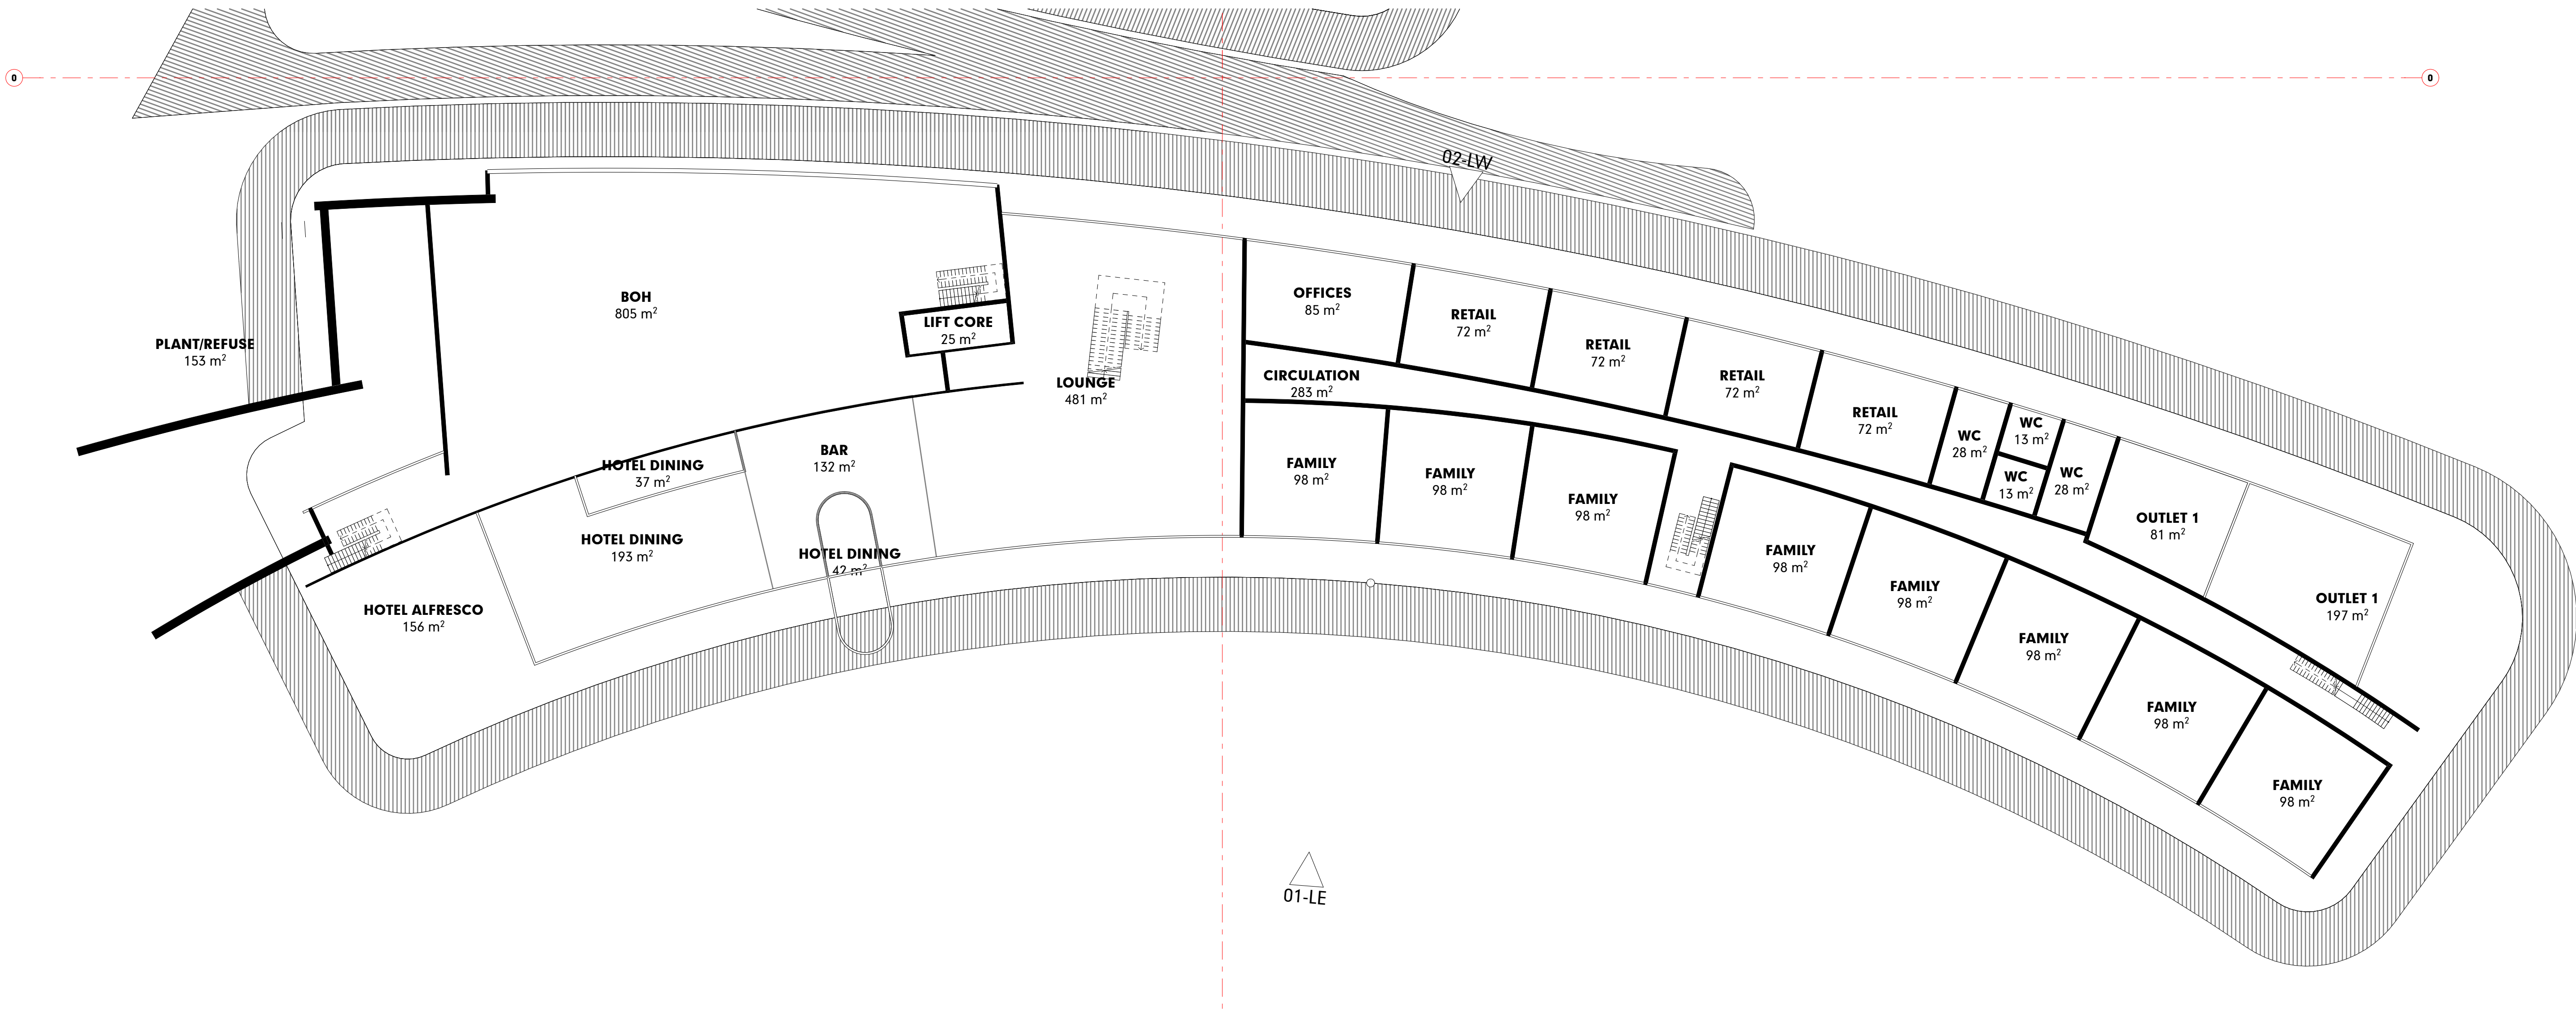 0
0
02-LW
BOH
805 m²
PLANT/REFUSE
153 m²
LIFT CORE
25 m²
LOUNGE
481 m²
OFFICES
85 m²
RETAIL
72 m²
RETAIL
72 m²
RETAIL
72 m²
RETAIL
72 m²
CIRCULATION
283 m²
WC
28 m²
WC
13 m²
WC
13 m²
WC
28 m²
OUTLET 1
81 m²
OUTLET 1
197 m²
HOTEL DINING
37 m²
BAR
132 m²
HOTEL DINING
193 m²
HOTEL DINING
42 m²
HOTEL ALFRESCO
156 m²
FAMILY
98 m²
FAMILY
98 m²
FAMILY
98 m²
FAMILY
98 m²
FAMILY
98 m²
FAMILY
98 m²
FAMILY
98 m²
FAMILY
98 m²
01-LE